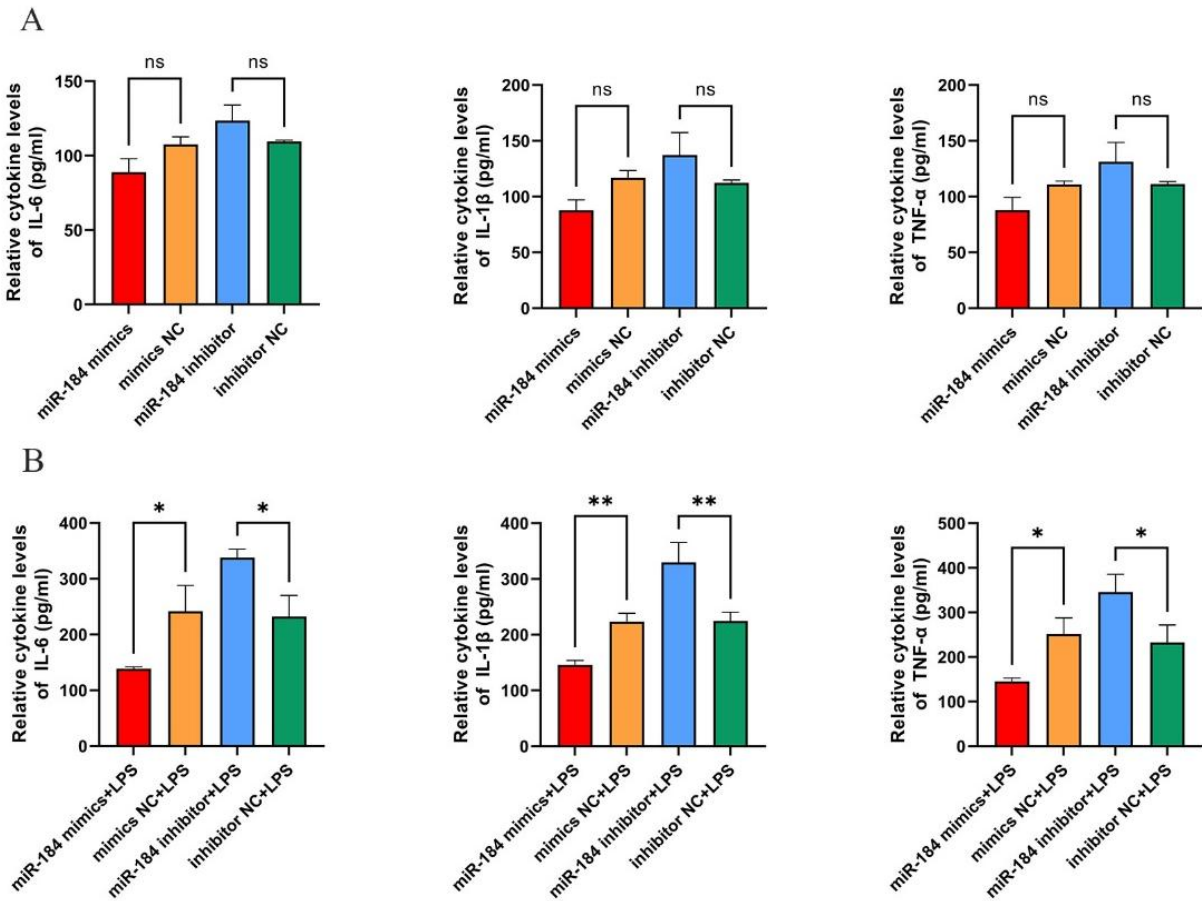 A
Relative cytokine levels
of IL-6 (pg/ml)
150
100
50
0
ns
ns
miR-184 mimics
mimics NC
miR-184 inhibitor
inhibitor NC
Relative cytokine levels
of IL-1β (pg/ml)
200
150
100
50
0
ns
ns
miR-184 mimics
mimics NC
miR-184 inhibitor
inhibitor NC
Relative cytokine levels
of TNF-α (pg/ml)
200
150
100
50
0
ns
ns
miR-184 mimics
mimics NC
miR-184 inhibitor
inhibitor NC
B
Relative cytokine levels
of IL-6 (pg/ml)
400
300
200
100
0
*
*
miR-184 mimics+LPS
mimics NC+LPS
miR-184 inhibitor+LPS
inhibitor NC+LPS
Relative cytokine levels
of IL-1β (pg/ml)
400
300
200
100
0
**
**
miR-184 mimics+LPS
mimics NC+LPS
miR-184 inhibitor+LPS
inhibitor NC+LPS
Relative cytokine levels
of TNF-α (pg/ml)
500
400
300
200
100
0
*
*
miR-184 mimics+LPS
mimics NC+LPS
miR-184 inhibitor+LPS
inhibitor NC+LPS